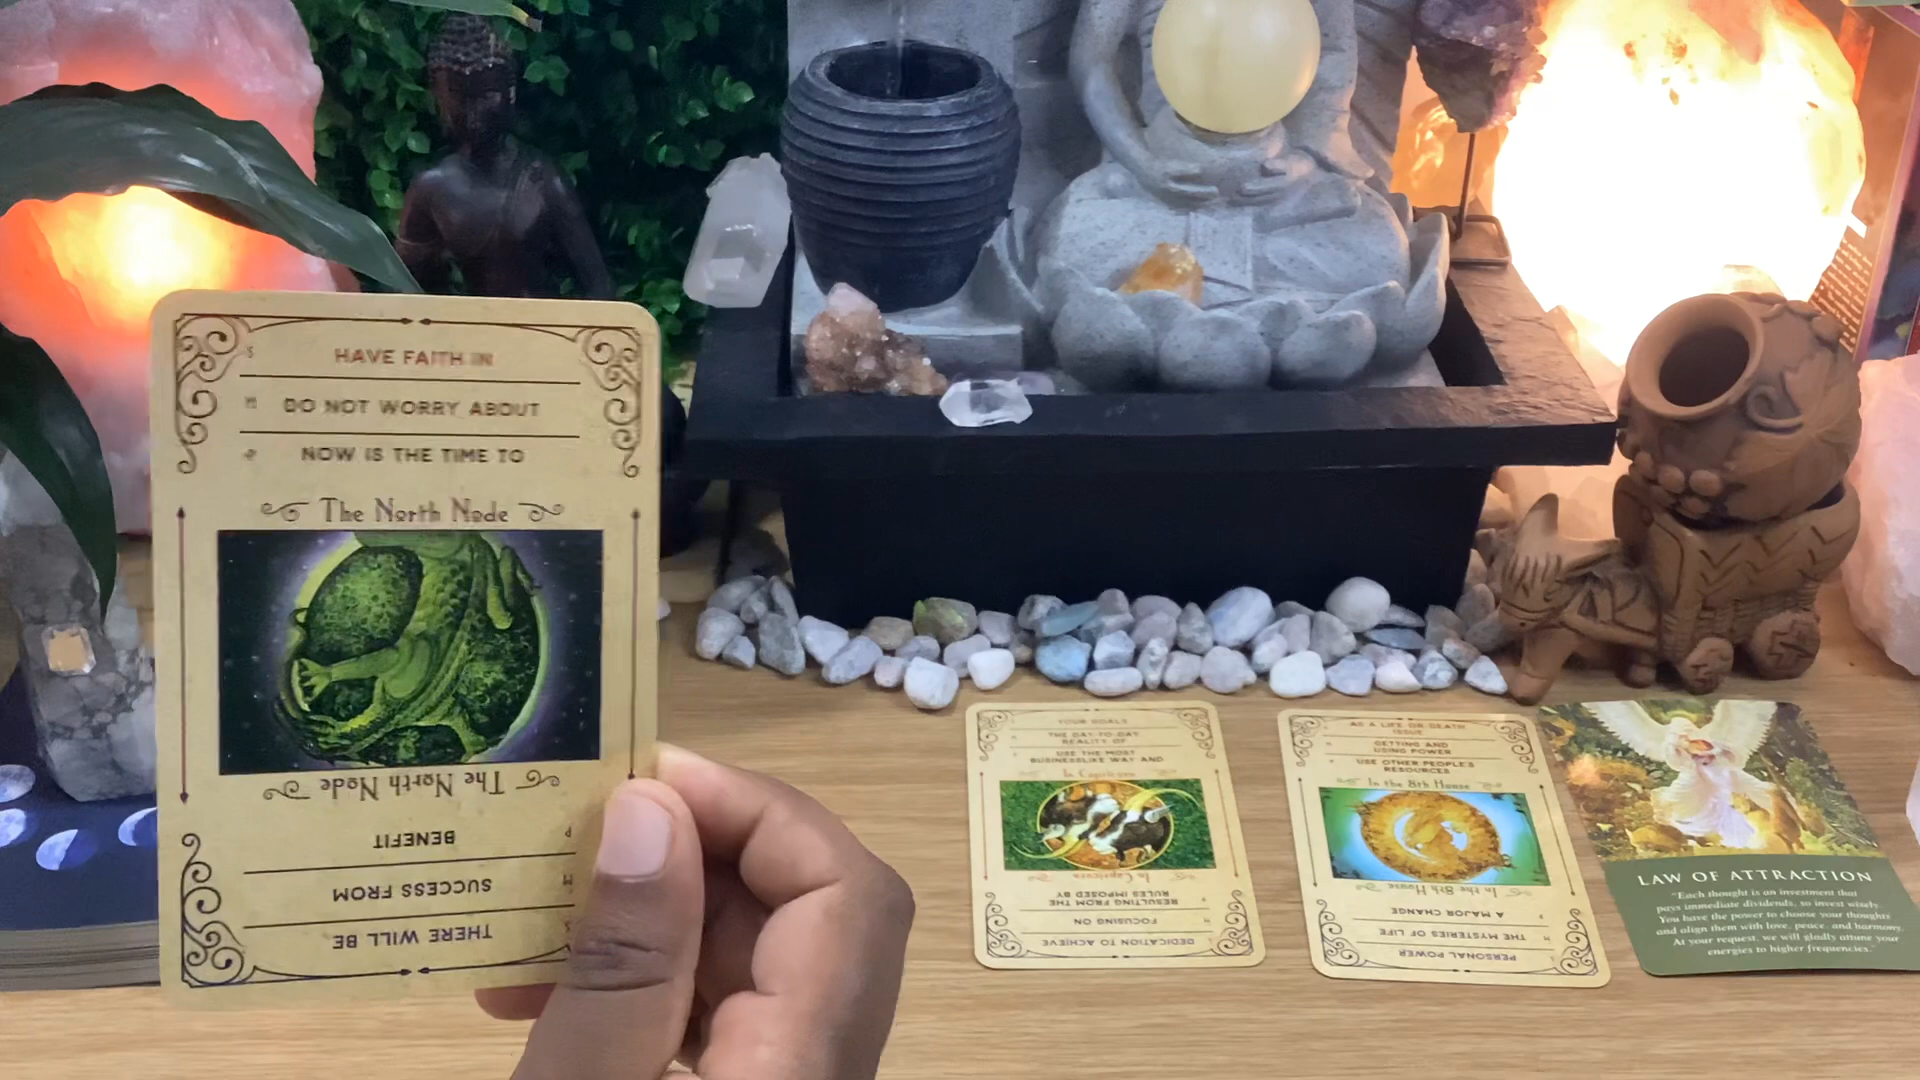 S HAVE FAITH IN
M DO NOT WORRY ABOUT
P NOW IS THE TIME TO
The North Node
The North Node
P BENEFIT
M SUCCESS FROM
S THERE WILL BE
YOUR GOALS
THE DAY-TO-DAY
REALITY OF
USE THE MOST
BUSINESSLIKE WAY AND
In Capricorn
In Capricorn
RESULTING FROM THE
RULES IMPOSED BY
FOCUSING ON
DEDICATION TO ACHIEVE
AS A LIFE OR DEATH
ISSUE
GETTING AND
USING POWER
USE OTHER PEOPLE'S
RESOURCES
In the 8th House
In the 8th House
A MAJOR CHANGE
THE MYSTERIES OF LIFE
PERSONAL POWER
LAW OF ATTRACTION
"Each thought is an investment that
pays immediate dividends, so invest wisely.
You have the power to choose your thoughts
and align them with love, peace, and harmony.
At your request, we will gladly attune your
energies to higher frequencies."